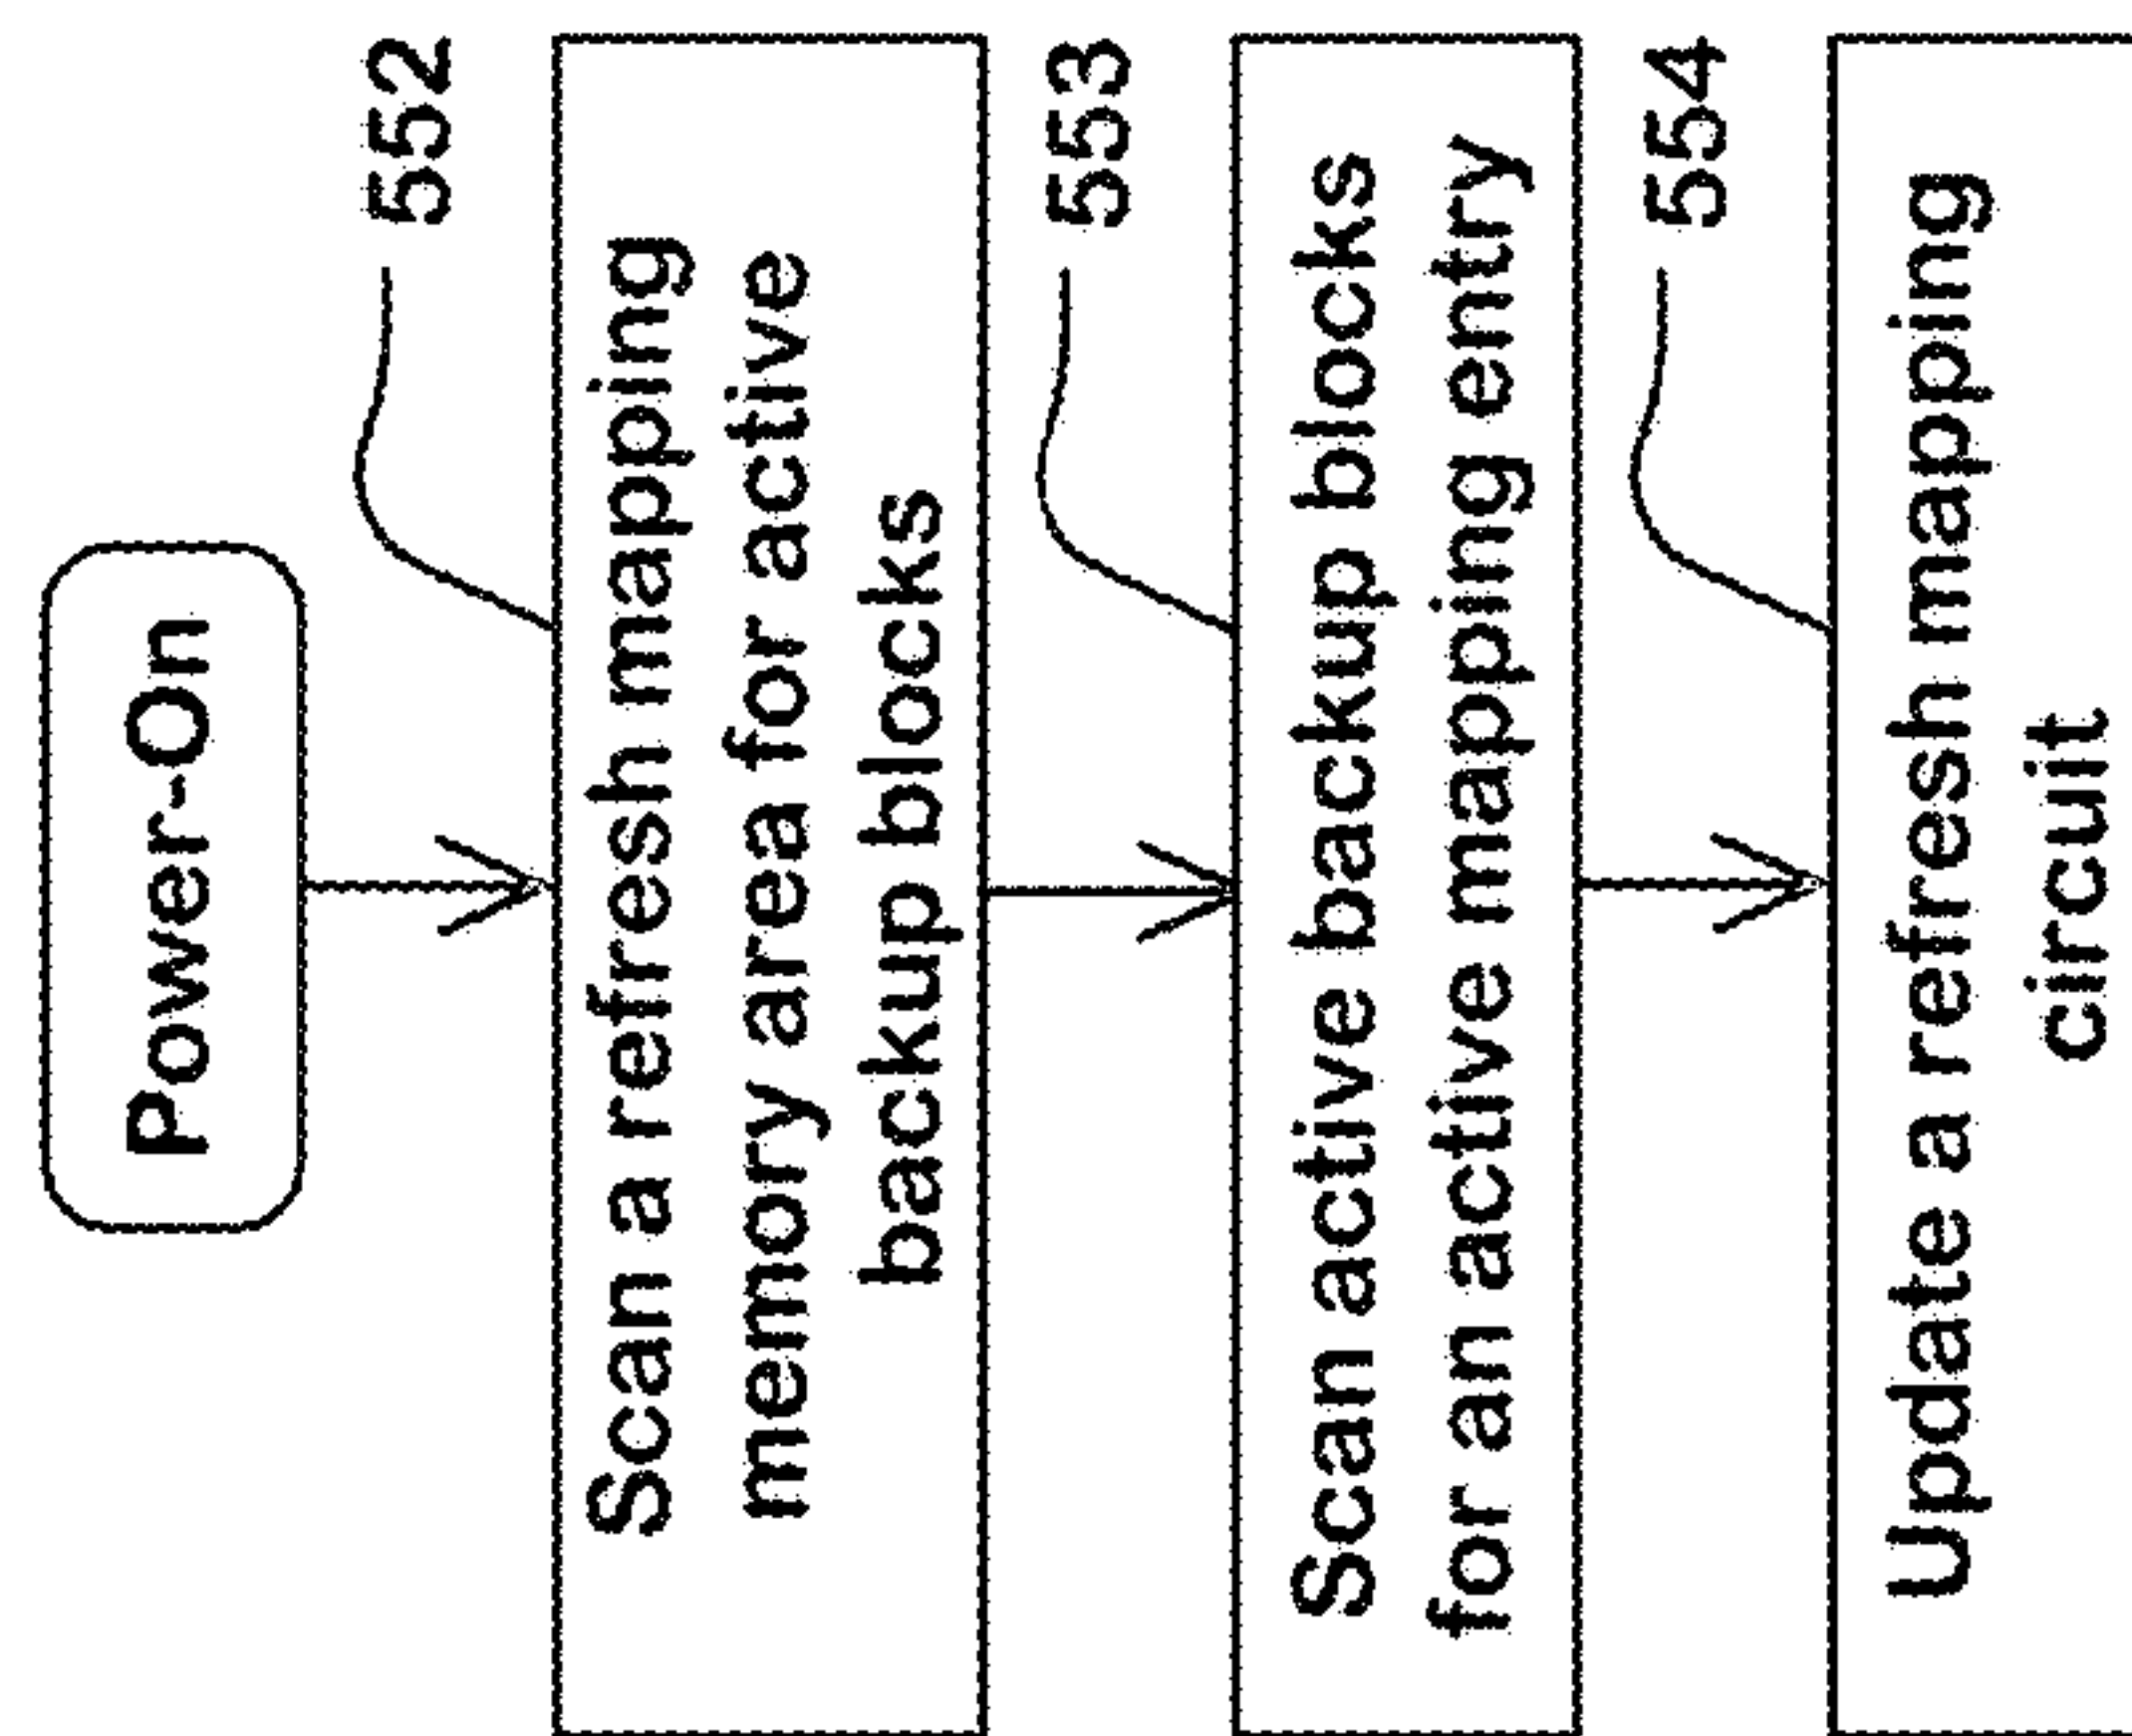 Power-On
552
Scan a refresh mapping
memory area for active
backup blocks
553
Scan active backup blocks
for an active mapping entry
554
Update a refresh mapping
circuit